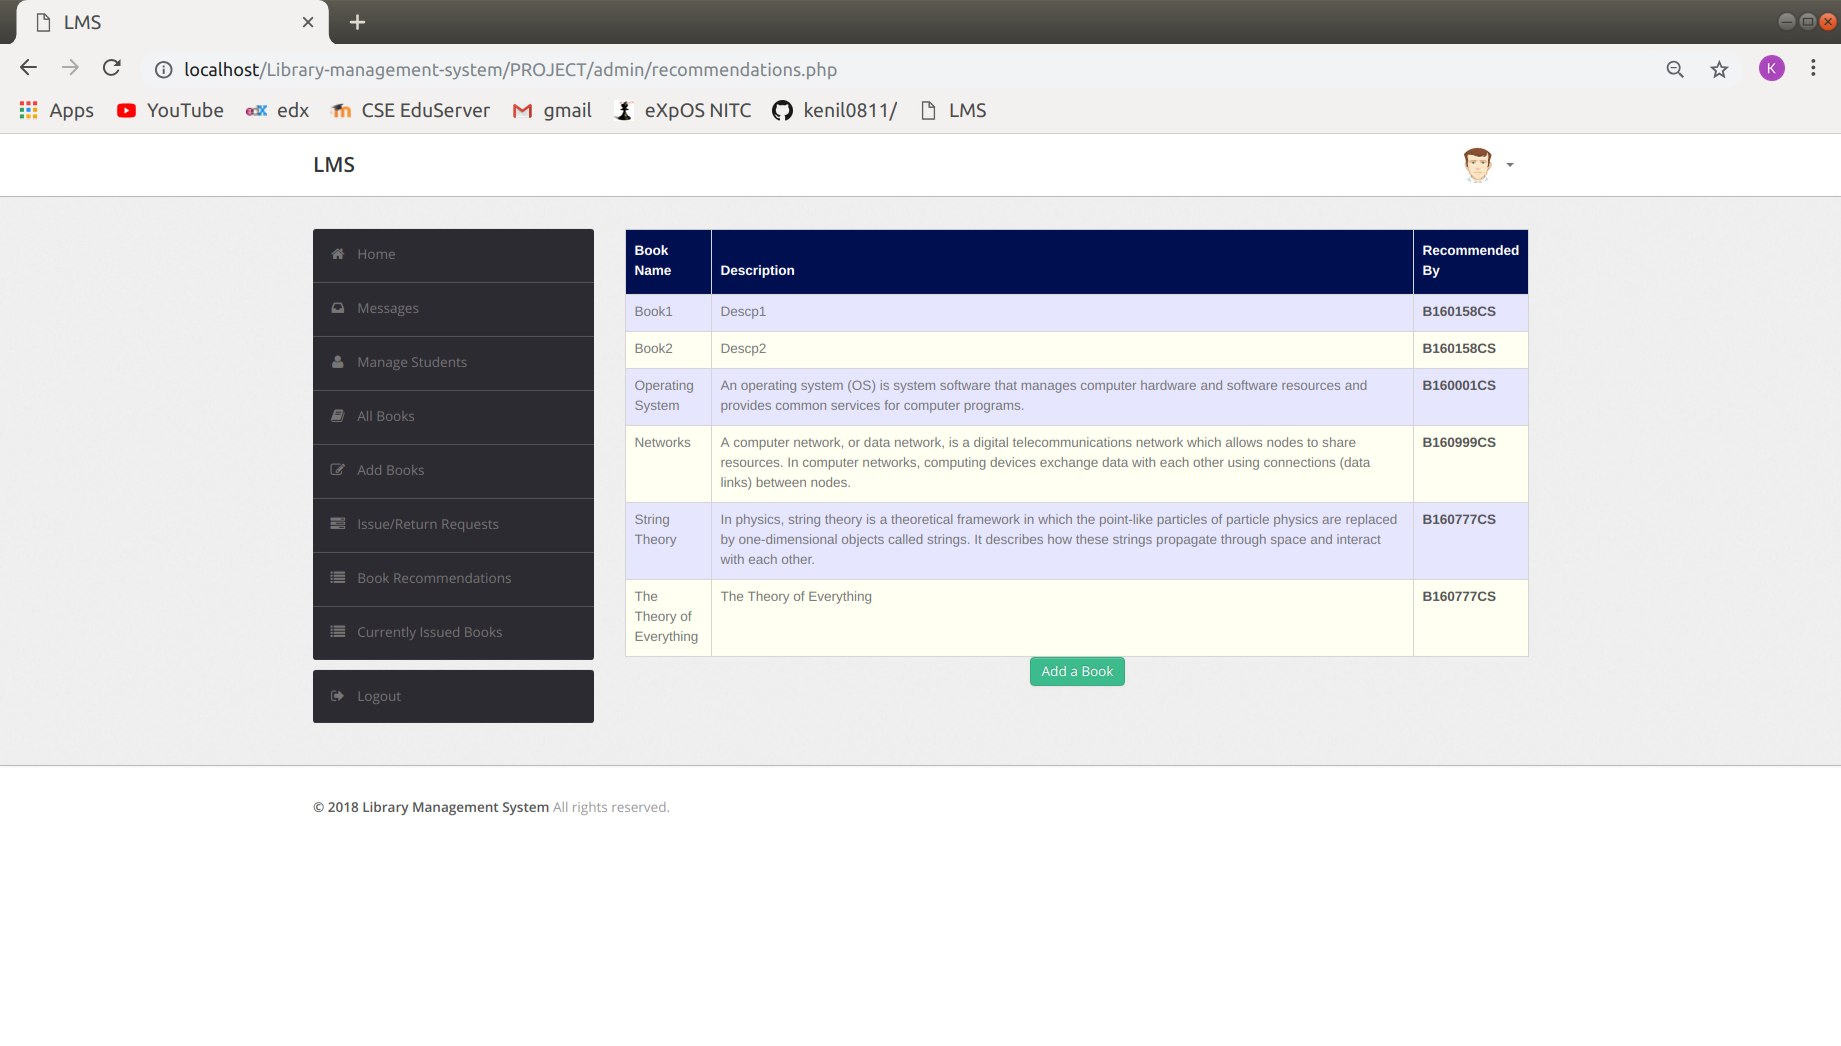 LMS
localhost/Library-management-system/PROJECT/admin/recommendations.php
K
Apps YouTube edX edx CSE EduServer gmail eXpOS NITC kenil0811/ LMS
LMS
Home
Messages
Manage Students
All Books
Add Books
Issue/Return Requests
Book Recommendations
Currently Issued Books
Logout
Book
Name
Description
Recommended
By
Book1
Descp1
B160158CS
Book2
Descp2
B160158CS
Operating
System
An operating system (OS) is system software that manages computer hardware and software resources and
provides common services for computer programs.
B160001CS
Networks
A computer network, or data network, is a digital telecommunications network which allows nodes to share
resources. In computer networks, computing devices exchange data with each other using connections (data
links) between nodes.
B160999CS
String
Theory
In physics, string theory is a theoretical framework in which the point-like particles of particle physics are replaced
by one-dimensional objects called strings. It describes how these strings propagate through space and interact
with each other.
B160777CS
The
Theory of
Everything
The Theory of Everything
B160777CS
Add a Book
© 2018 Library Management System All rights reserved.